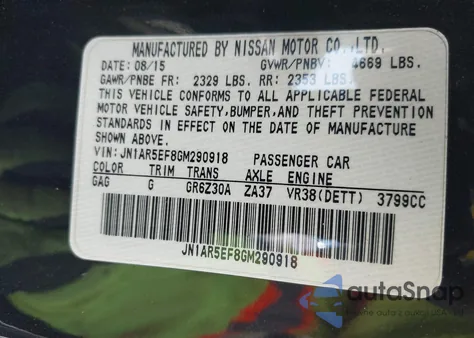 MANUFACTURED BY NISSAN MOTOR CO.,LTD.
DATE: 08/15 GVWR/PNBV: 4669 LBS.
GAWR/PNBE FR: 2329 LBS. RR: 2353 LBS.
THIS VEHICLE CONFORMS TO ALL APPLICABLE FEDERAL
MOTOR VEHICLE SAFETY, BUMPER, AND THEFT PREVENTION
STANDARDS IN EFFECT ON THE DATE OF MANUFACTURE
SHOWN ABOVE.
VIN: JN1AR5EF8GM290918 PASSENGER CAR
COLOR TRIM TRANS AXLE ENGINE
GAG G GR6Z30A ZA37 VR38(DETT) 3799CC
JN1AR5EF8GM290918
autoSnap